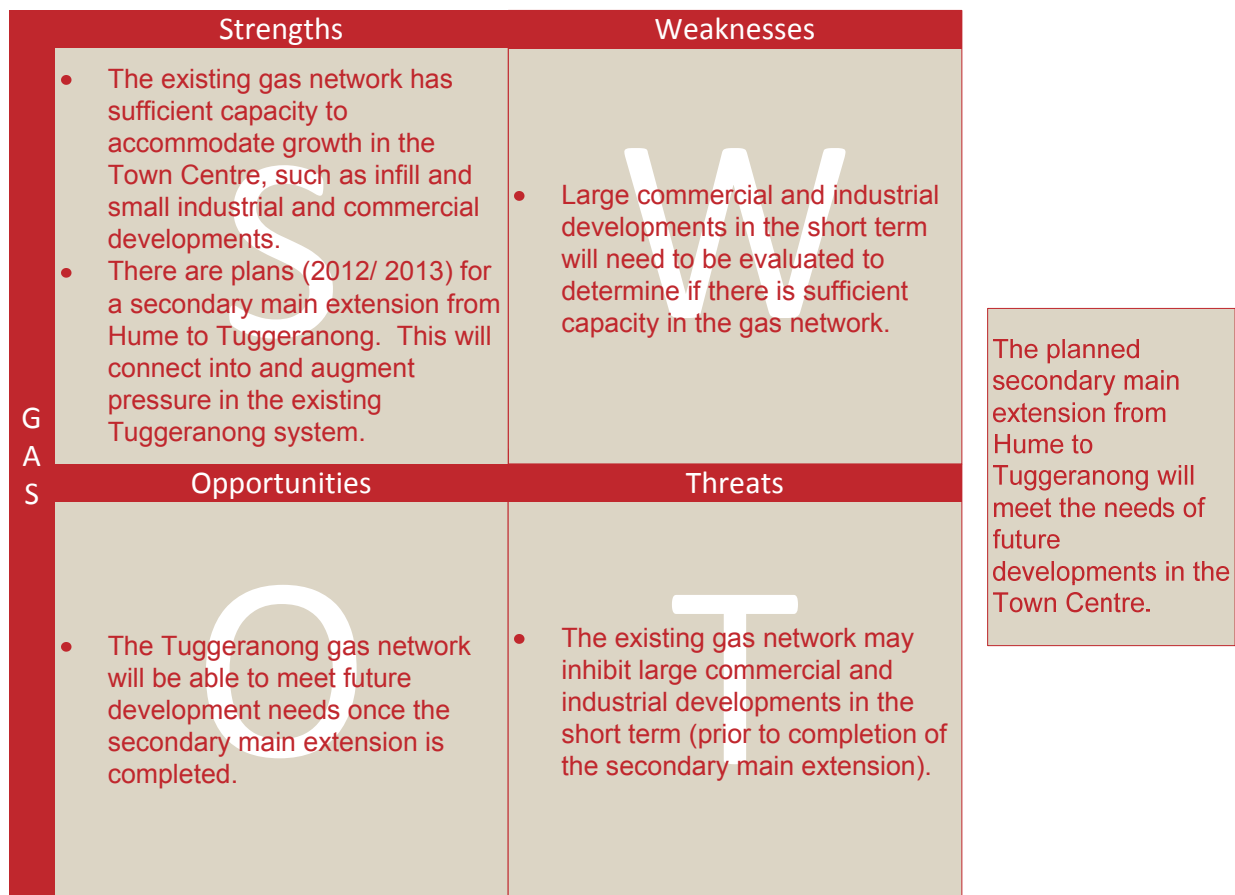 GAS
Strengths
S
• The existing gas network has
sufficient capacity to
accommodate growth in the
Town Centre, such as infill and
small industrial and commercial
developments.
• There are plans (2012/ 2013) for
a secondary main extension from
Hume to Tuggeranong.  This will
connect into and augment
pressure in the existing
Tuggeranong system.
Weaknesses
W
• Large commercial and industrial
developments in the short term
will need to be evaluated to
determine if there is sufficient
capacity in the gas network.
Opportunities
O
• The Tuggeranong gas network
will be able to meet future
development needs once the
secondary main extension is
completed.
Threats
T
• The existing gas network may
inhibit large commercial and
industrial developments in the
short term (prior to completion of
the secondary main extension).
The planned
secondary main
extension from
Hume to
Tuggeranong will
meet the needs of
future
developments in the
Town Centre.